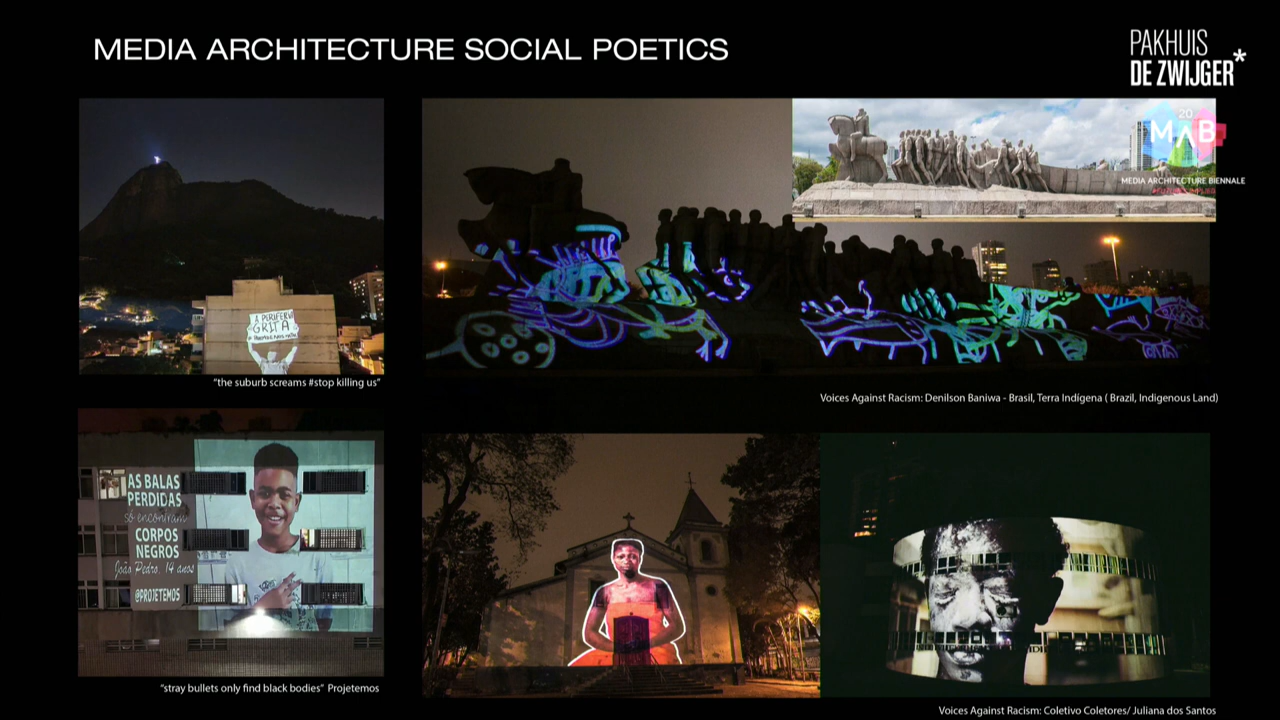 MEDIA ARCHITECTURE SOCIAL POETICS
PAKHUIS
DE ZWIJGER*
20
MAB
MEDIA ARCHITECTURE BIENNALE
A PERIFERIA
GRITA
"the suburb screams #stop killing us"
Voices Against Racism: Denilson Baniwa - Brasil, Terra Indígena ( Brazil, Indigenous Land)
AS BALAS
PERDIDAS
só encontram
CORPOS
NEGROS
João Pedro, 14 anos
@PROJETEMOS
"stray bullets only find black bodies" Projetemos
Voices Against Racism: Coletivo Coletores/ Juliana dos Santos